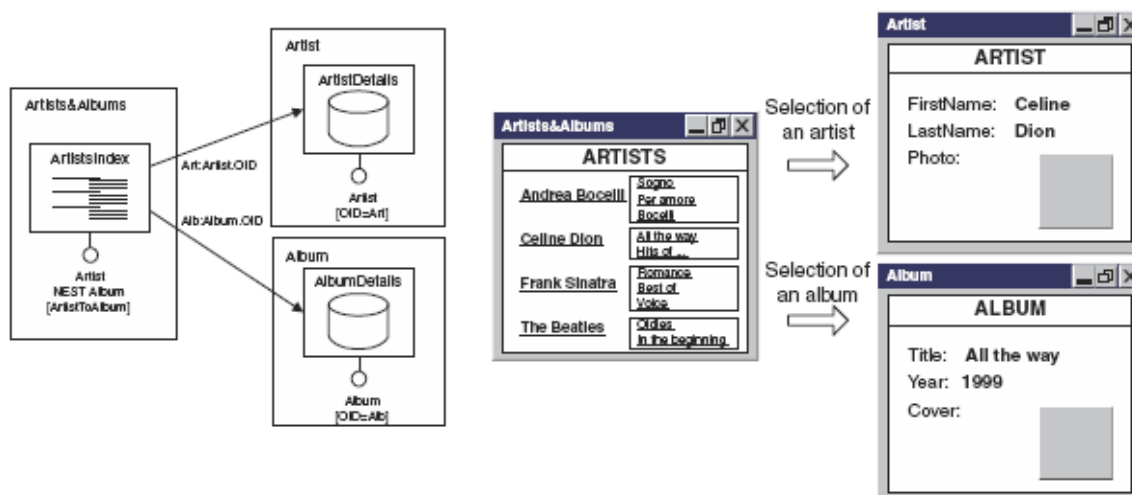 Artists&Albums
ArtistsIndex
Artist
NEST Album
[ArtistToAlbum]
Art:Artist.OID
Alb:Album.OID
Artist
ArtistDetails
Artist
[OID=Art]
Album
AlbumDetails
Album
[OID=Alb]
Artists&Albums
ARTISTS
Andrea Bocelli
Sogno
Per amore
Bocelli
Celine Dion
All the way
Hits of ...
Frank Sinatra
Romance
Best of
Voice
The Beatles
Oldies
In the beginning
Selection of
an artist
Selection of
an album
Artist
ARTIST
FirstName: Celine
LastName: Dion
Photo:
Album
ALBUM
Title: All the way
Year: 1999
Cover: